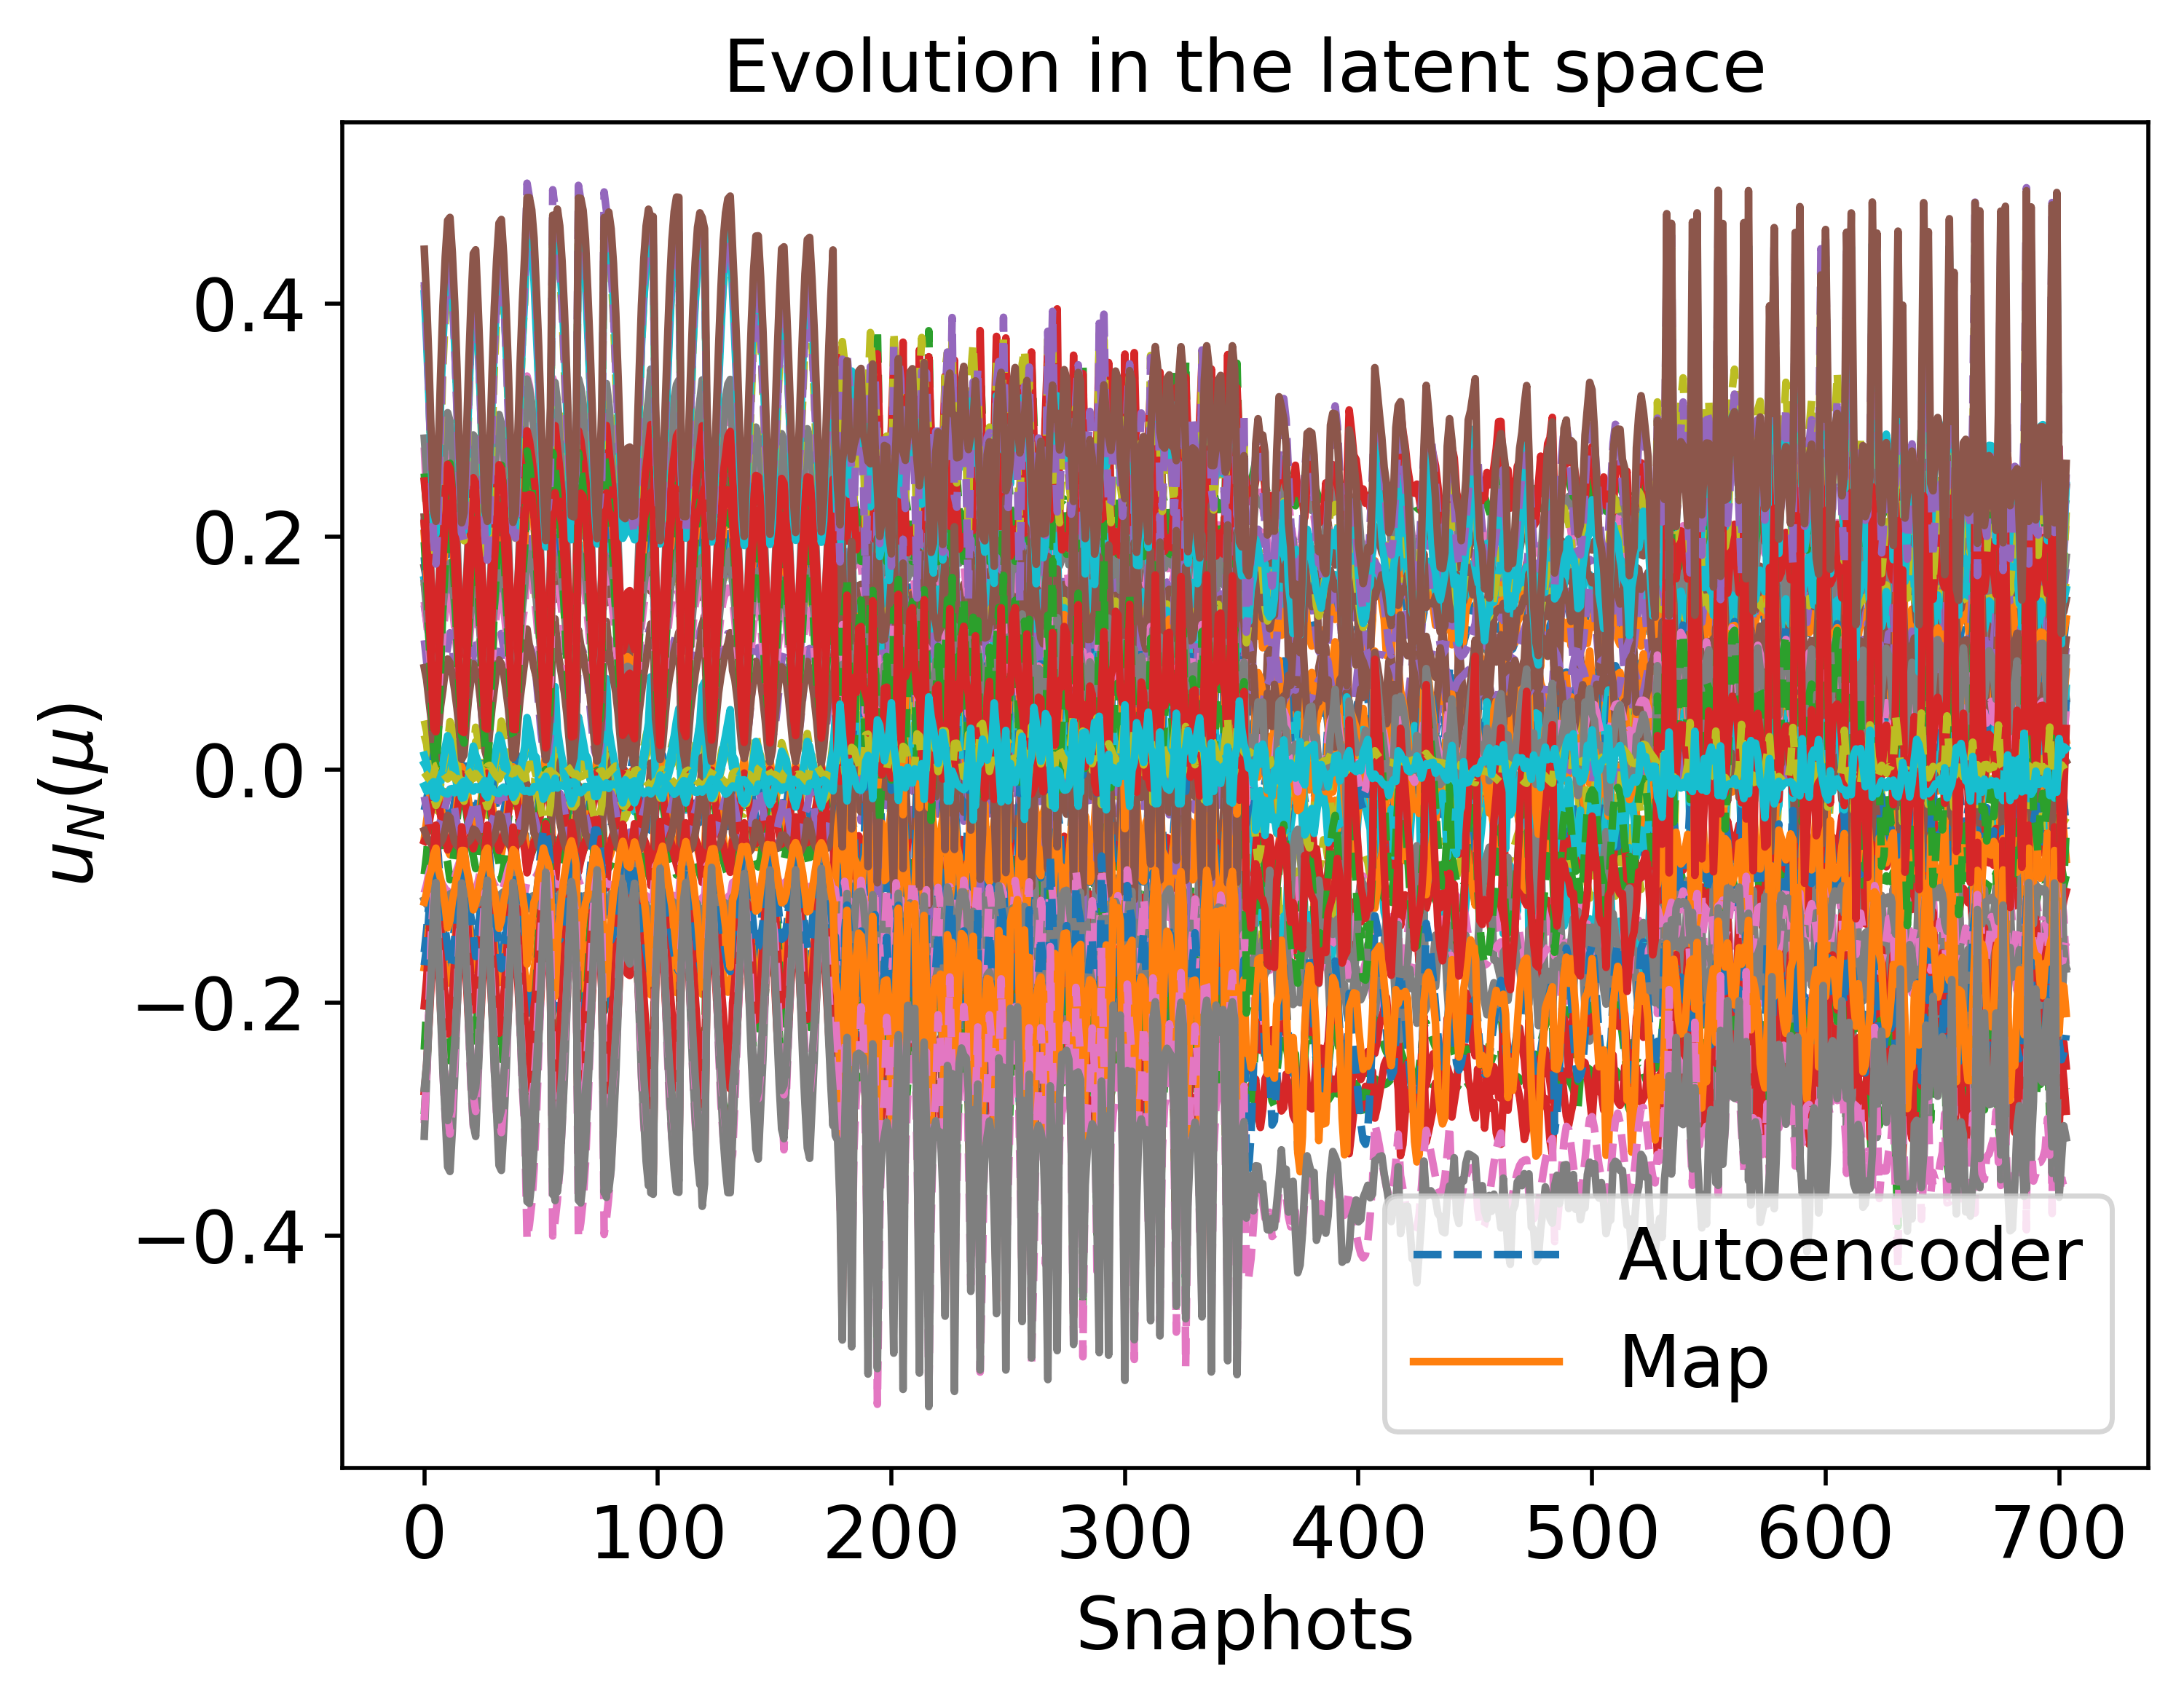 Evolution in the latent space
u_N(μ)
0.4
0.2
0.0
−0.2
−0.4
Autoencoder
Map
0 100 200 300 400 500 600 700
Snaphots